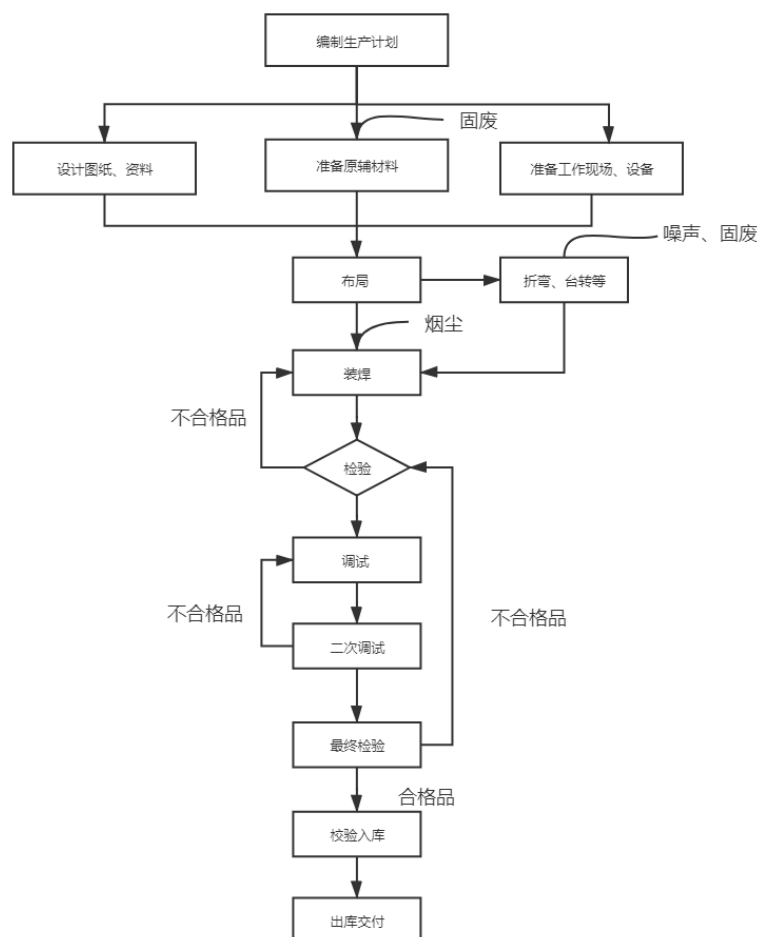 编制生产计划
固废
设计图纸、资料
准备原辅材料
准备工作现场、设备
噪声、固废
布局
折弯、台转等
烟尘
装焊
不合格品
检验
调试
不合格品
不合格品
二次调试
最终检验
合格品
校验入库
出库交付